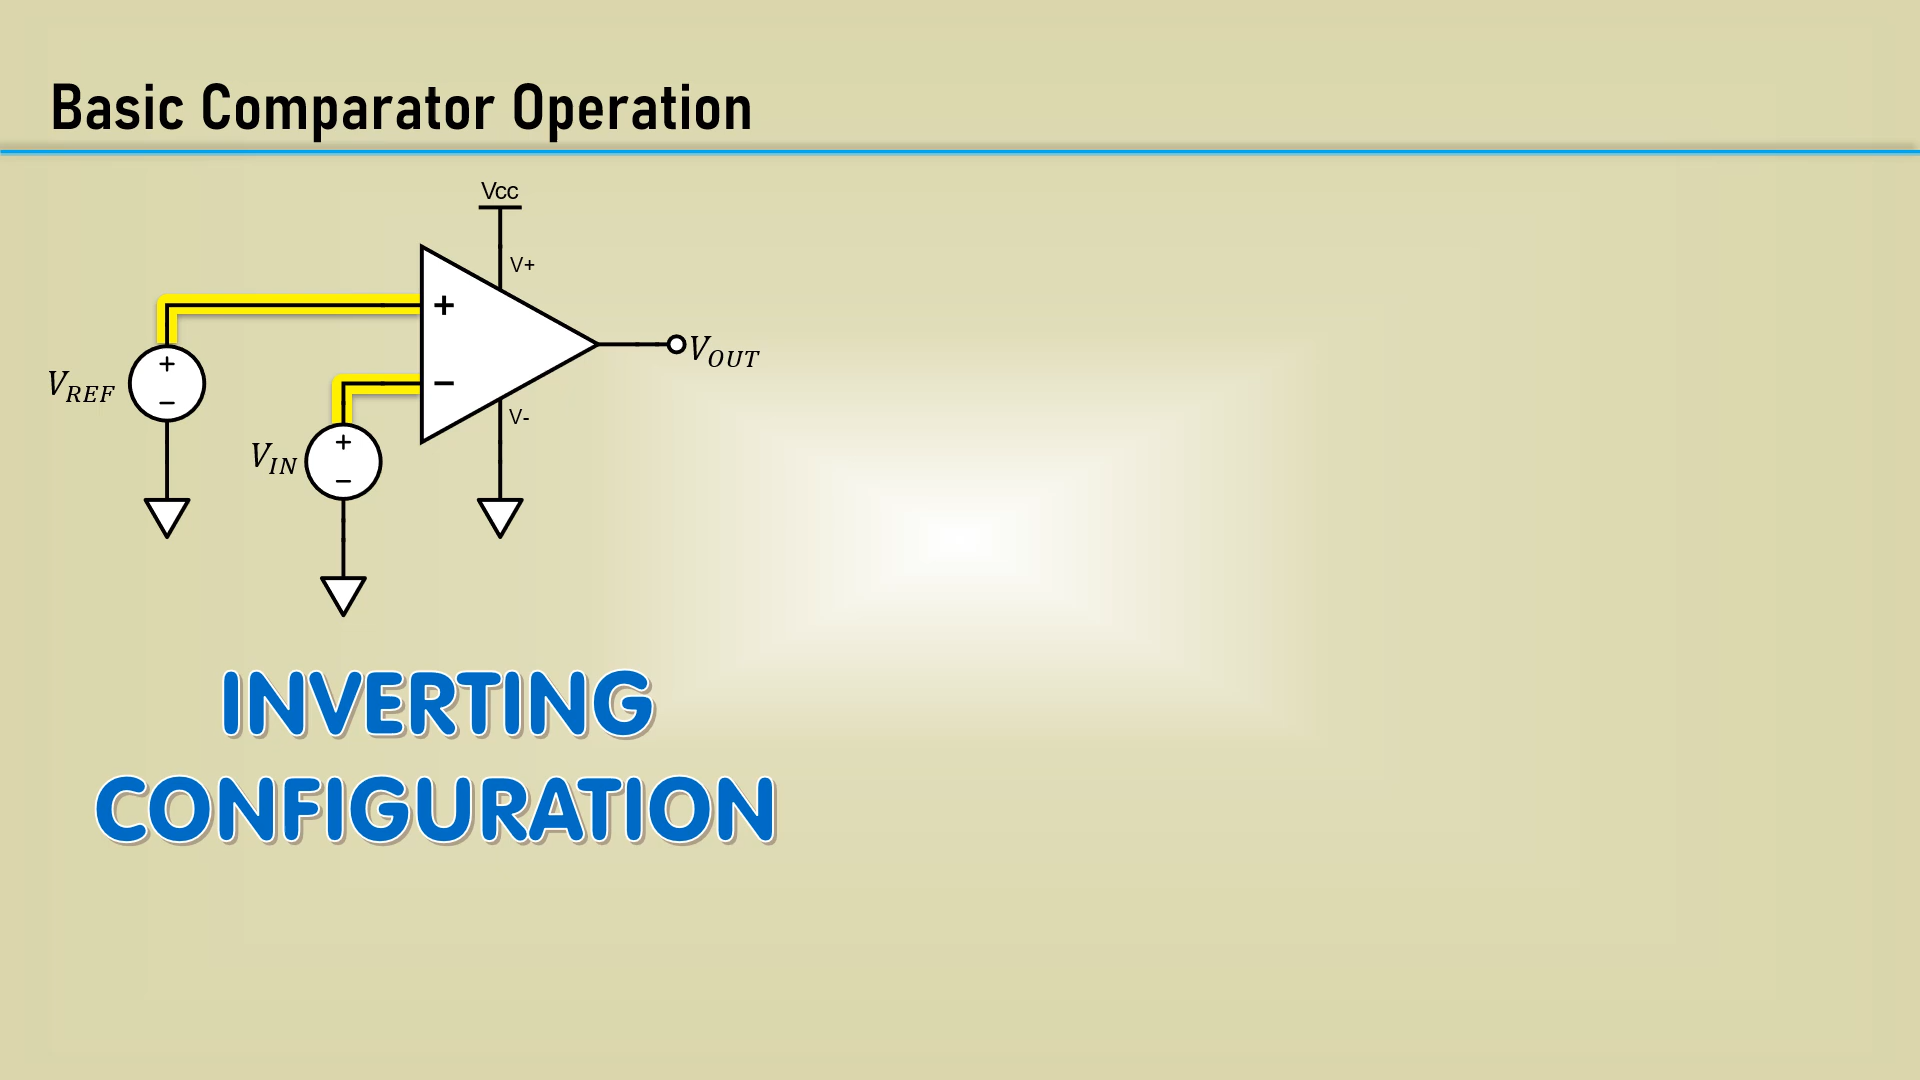 Basic Comparator Operation
Vcc
V+
+
+
−
V_OUT
V_REF
−
V-
+
V_IN
−
INVERTING
CONFIGURATION